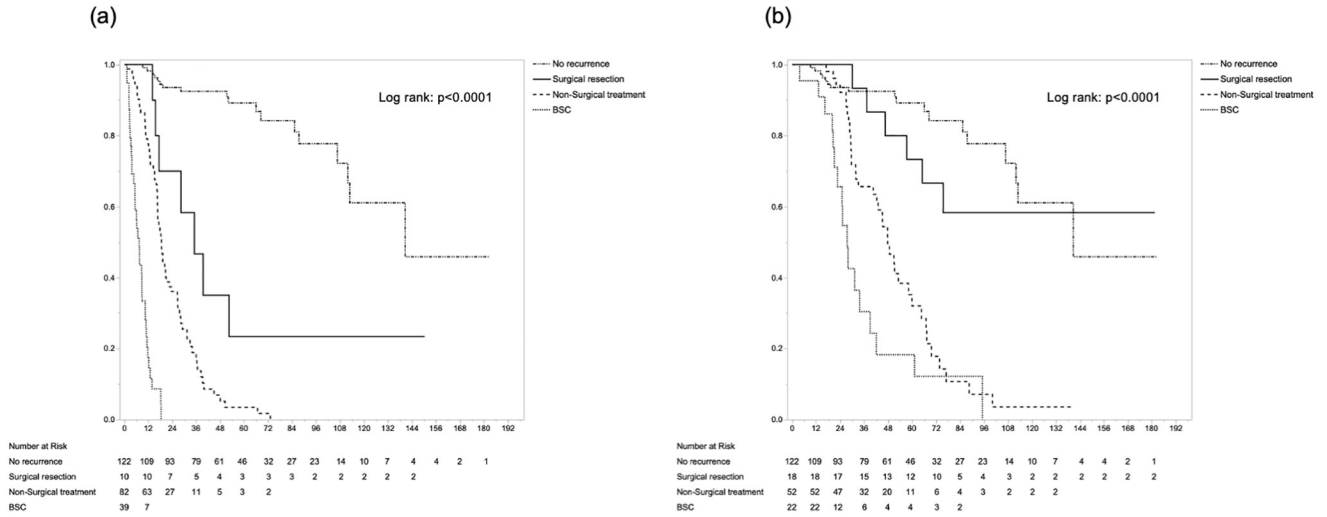 (a)
No recurrence
Surgical resection
Non-Surgical treatment
BSC
Log rank: p<0.0001
1.0
0.8
0.6
0.4
0.2
0.0
0 12 24 36 48 60 72 84 96 108 120 132 144 156 168 180 192
Number at Risk
No recurrence 122 109 93 79 61 46 32 27 23 14 10 7 4 4 2 1
Surgical resection 10 10 7 5 4 3 3 3 2 2 2 2 2
Non-Surgical treatment 82 63 27 11 5 3 2
BSC 39 7
(b)
No recurrence
Surgical resection
Non-Surgical treatment
BSC
Log rank: p<0.0001
1.0
0.8
0.6
0.4
0.2
0.0
0 12 24 36 48 60 72 84 96 108 120 132 144 156 168 180 192
Number at Risk
No recurrence 122 109 93 79 61 46 32 27 23 14 10 7 4 4 2 1
Surgical resection 18 18 17 15 13 12 10 5 4 3 2 2 2 2 2 2
Non-Surgical treatment 52 52 47 32 20 11 6 4 3 2 2 2
BSC 22 22 12 6 4 4 3 2